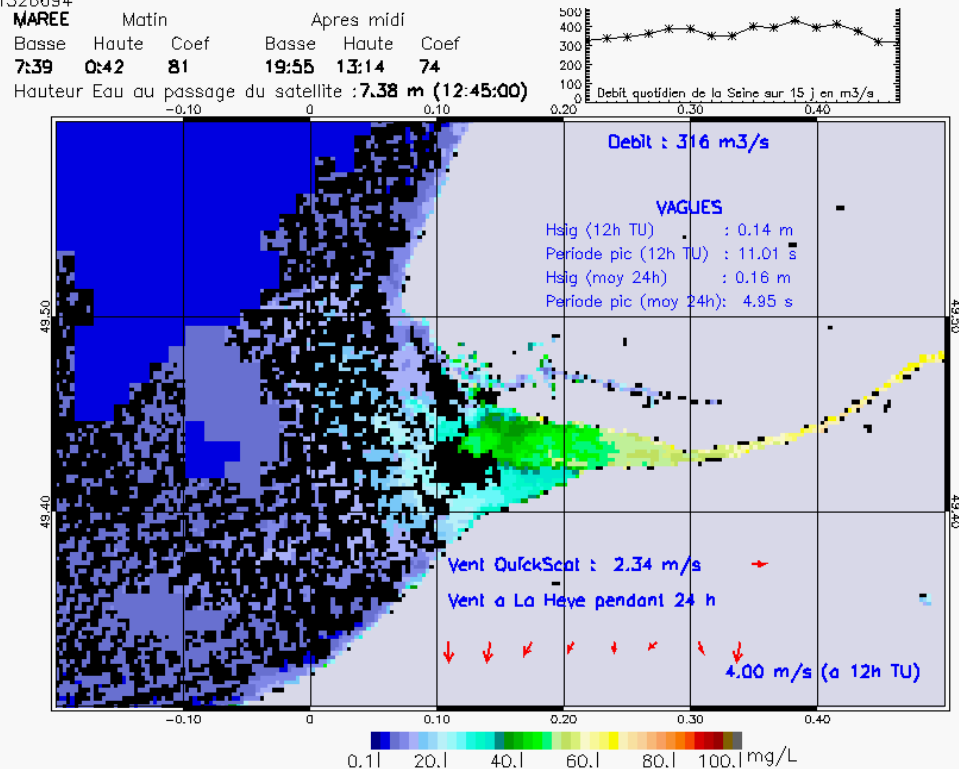 MAREE Matin Apres midi
Basse Haute Coef Basse Haute Coef
7:39 0:42 81 19:55 13:14 74
Hauteur Eau au passage du satellite :7.38 m (12:45:00)
500
400
300
200
100
0
Debit quotidien de la Seine sur 15 j en m3/s
-0.10 0 0.10 0.20 0.30 0.40
Debit : 316 m3/s
VAGUES
Hsig (12h TU) : 0.14 m
Periode pic (12h TU) : 11.01 s
Hsig (moy 24h) : 0.16 m
Periode pic (moy 24h): 4.95 s
49.50 49.50
49.40 49.40
Vent QuickScat : 2.34 m/s
Vent a La Heve pendant 24 h
4.00 m/s (a 12h TU)
-0.10 0 0.10 0.20 0.30 0.40
0.1| 20.| 40.| 60.| 80.| 100.| mg/L